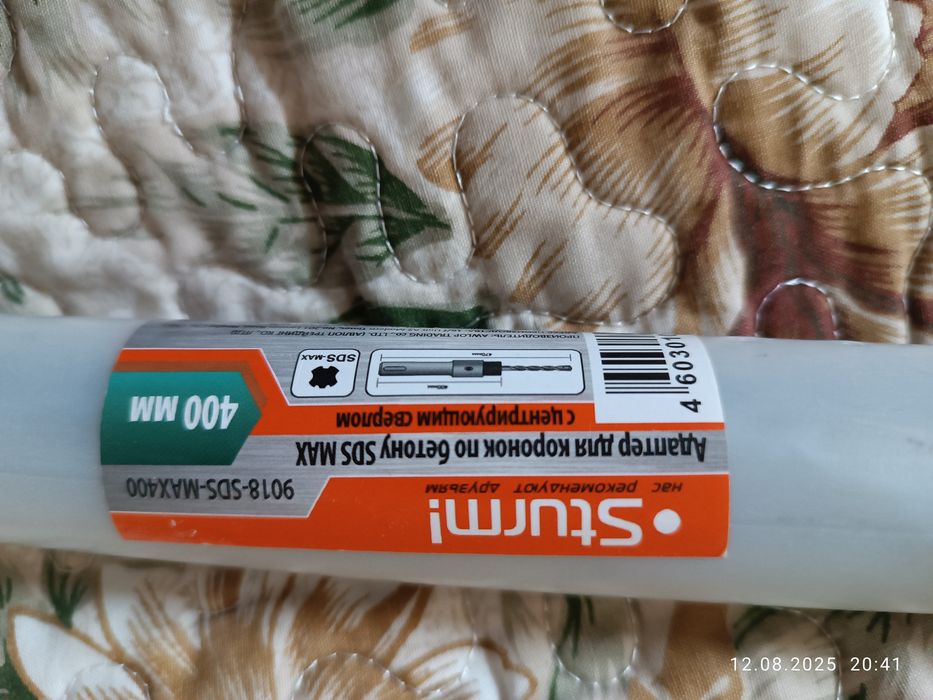 Sturm!
нас рекомендуют друзьям
9018-SDS-MAX400
Адаптер для коронок по бетону SDS MAX
с центрирующим сверлом
400 мм
SDS-MAX
470мм
4 60301
12.08.2025 20:41